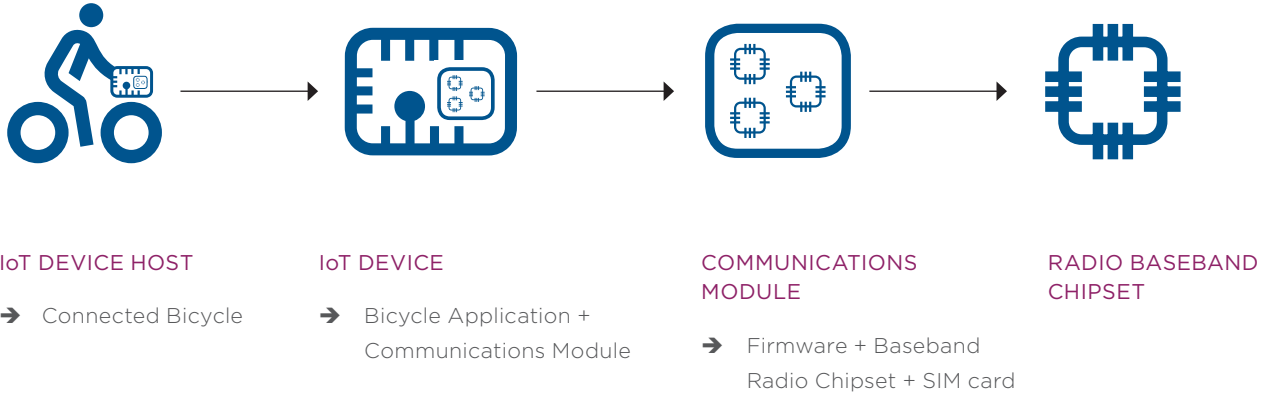 IoT DEVICE HOST
➔ Connected Bicycle
IoT DEVICE
➔ Bicycle Application +
Communications Module
COMMUNICATIONS
MODULE
➔ Firmware + Baseband
Radio Chipset + SIM card
RADIO BASEBAND
CHIPSET